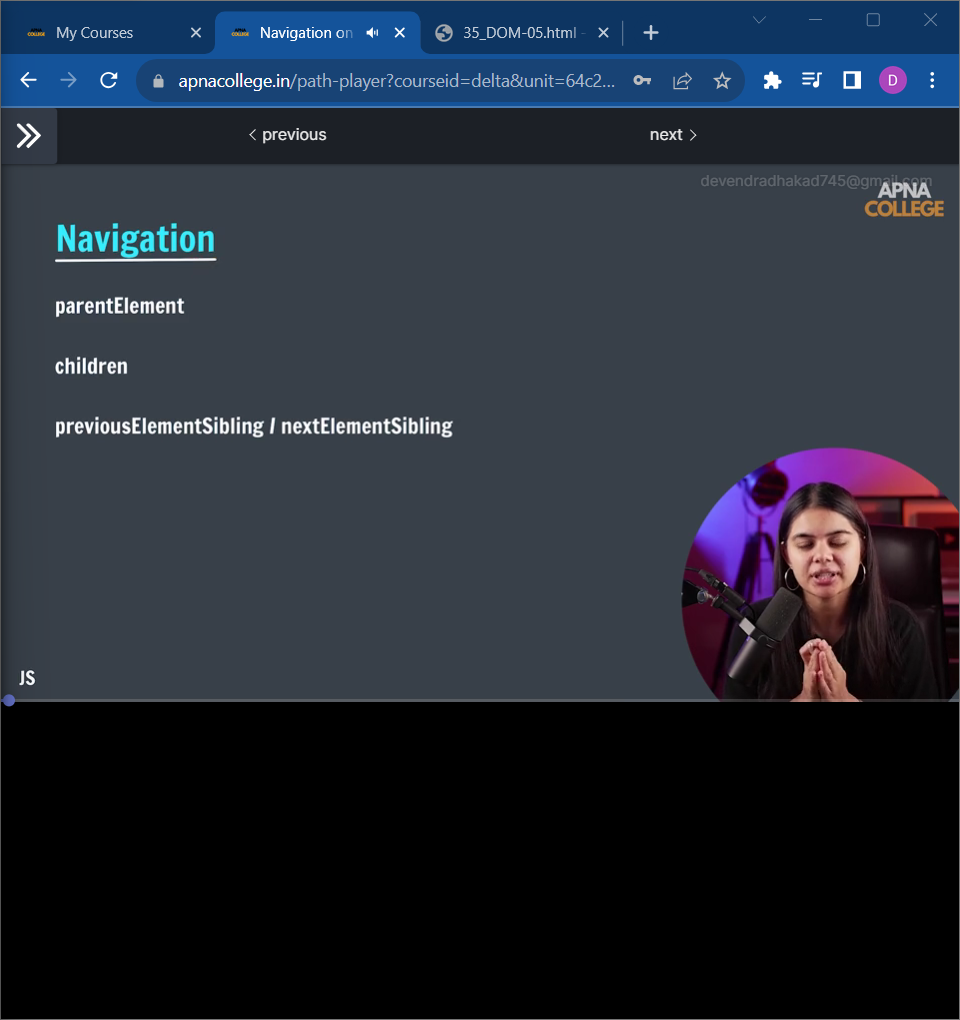 My Courses
Navigation on
35_DOM-05.html -
apnacollege.in/path-player?courseid=delta&unit=64c2...
D
previous
next
devendradhakad745@gmail.com
APNA
COLLEGE
Navigation
parentElement
children
previousElementSibling / nextElementSibling
JS